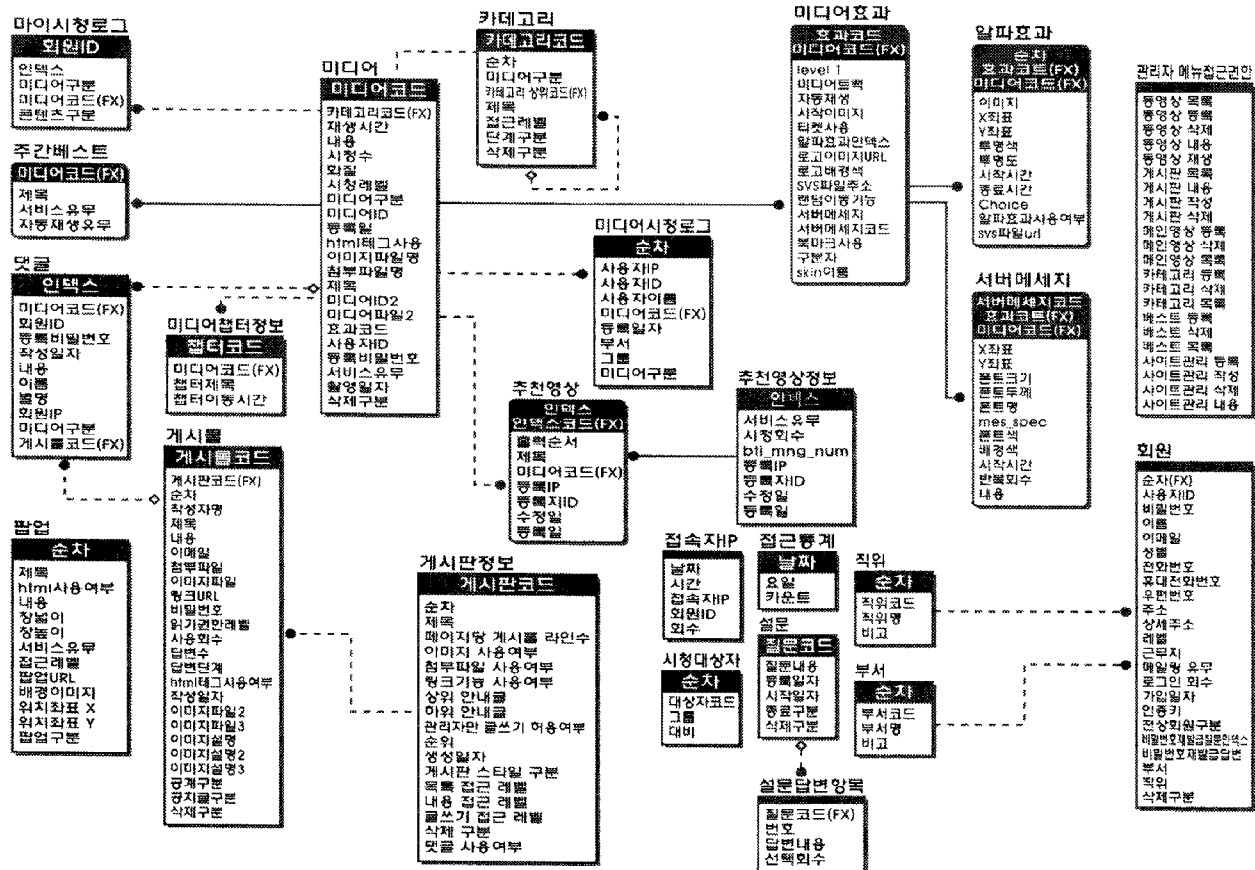 마이시청로그
회원ID
인덱스
미디어구분
미디어코드(FX)
콘텐츠구분
주간베스트
미디어코드(FX)
제목
서비스유무
자동재생유무
댓글
인덱스
미디어코드(FX)
회원ID
등록비밀번호
작성일자
내용
이름
별명
회원IP
미디어구분
게시물코드(FX)
팝업
순차
제목
html사용여부
내용
창넓이
창높이
서비스유무
접근레벨
팝업URL
배경이미지
위치좌표 X
위치좌표 Y
팝업구분
미디어챕터정보
챕터코드
미디어코드(FX)
챕터제목
챕터이동시간
게시물
게시물코드
게시판코드(FX)
순차
작성자명
제목
내용
이메일
첨부파일
이미지파일
링크URL
비밀번호
읽기권한레벨
사용회수
답변수
답변단계
html태그사용여부
작성일자
이미지파일2
이미지파일3
이미지설명
이미지설명2
이미지설명3
공개구분
공지글구분
삭제구분
미디어
미디어코드
카테고리코드(FX)
재생시간
내용
시청수
화질
시청레벨
미디어구분
미디어ID
등록일
html태그사용
이미지파일명
첨부파일명
제목
미디어ID2
미디어파일2
효과코드
사용자ID
등록비밀번호
서비스유무
촬영일자
삭제구분
카테고리
카테고리코드
순차
미디어구분
카테고리 상위코드(FX)
제목
접근레벨
단계구분
삭제구분
미디어시청로그
순차
사용자IP
사용자ID
사용자이름
미디어코드(FX)
등록일자
부서
그룹
미디어구분
추천영상
인덱스
인덱스코드(FX)
출력순서
제목
미디어코드(FX)
등록IP
등록자ID
수정일
등록일
추천영상정보
인덱스
서비스유무
시청회수
btl_mng_num
등록IP
등록자ID
수정일
등록일
게시판정보
게시판코드
순차
제목
페이지당 게시물 라인수
이미지 사용여부
첨부파일 사용여부
링크기능 사용여부
상위 안내글
하위 안내글
관리자만 글쓰기 허용여부
순위
생성일자
게시판 스타일 구분
목록 접근 레벨
내용 접근 레벨
글쓰기 접근 레벨
삭제 구분
댓글 사용여부
미디어효과
효과코드
미디어코드(FX)
level 1
미디어트랙
자동재생
시작이미지
티켓사용
알파효과인덱스
로고이미지URL
로고배경색
svs파일주소
랜덤이동기능
서버메세지
서버메세지코드
북마크사용
구분자
skin이름
알파효과
순차
효과코드(FX)
미디어코드(FX)
이미지
X좌표
Y좌표
투명색
투명도
시작시간
종료시간
Choice
알파효과사용여부
svs파일url
서버메세지
서버메세지코드
효과코드(FX)
미디어코드(FX)
X좌표
Y좌표
폰트크기
폰트두께
폰트명
mes_spec
폰트색
배경색
시작시간
반복회수
내용
관리자 메뉴접근권한
동영상 목록
동영상 등록
동영상 삭제
동영상 내용
동영상 재생
게시판 목록
게시판 내용
게시판 작성
게시판 삭제
메인영상 등록
메인영상 삭제
메인영상 목록
카테고리 등록
카테고리 삭제
카테고리 목록
베스트 등록
베스트 삭제
베스트 목록
사이트관리 등록
사이트관리 작성
사이트관리 삭제
사이트관리 내용
접속자IP
날짜
시간
접속자IP
회원ID
회수
접근통계
날짜
요일
카운트
시청대상자
순차
대상자코드
그룹
대비
설문
질문코드
질문내용
등록일자
시작일자
종료구분
삭제구분
설문답변항목
질문코드(FX)
번호
답변내용
선택회수
직위
순차
직위코드
직위명
비고
부서
순차
부서코드
부서명
비고
회원
순차(FX)
사용자ID
비밀번호
이름
이메일
성별
전화번호
휴대전화번호
우편번호
주소
상세주소
레벨
근무지
메일링 유무
로그인 회수
가입일자
인증키
전상회원구분
비밀번호재발급질문인덱스
비밀번호재발급답변
부서
직위
삭제구분